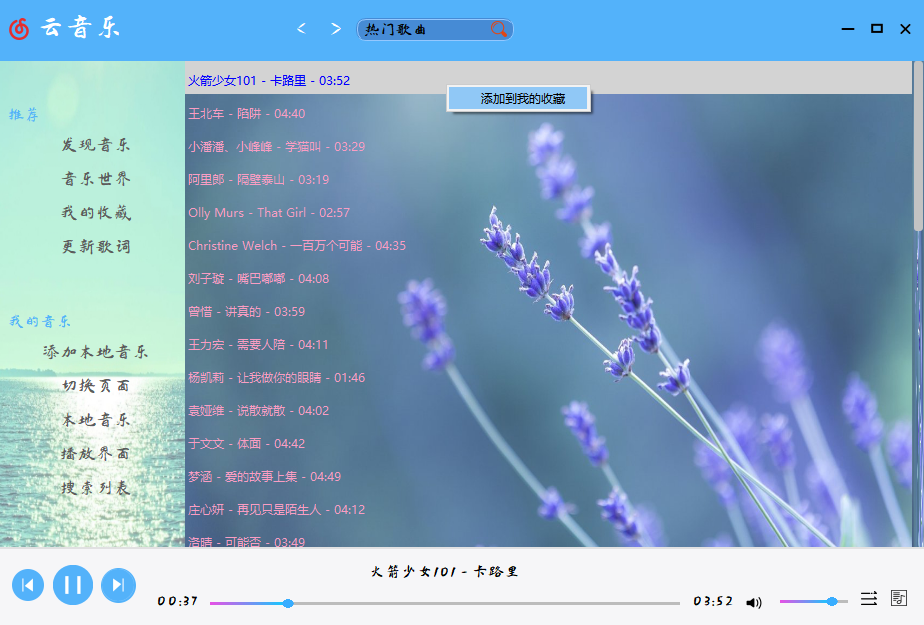 云音乐
< >
热门歌曲
推荐
发现音乐
音乐世界
我的收藏
更新歌词
我的音乐
添加本地音乐
切换页面
本地音乐
播放界面
搜索列表
火箭少女101 - 卡路里 - 03:52
添加到我的收藏
王北车 - 陷阱 - 04:40
小潘潘、小峰峰 - 学猫叫 - 03:29
阿里郎 - 隔壁泰山 - 03:19
Olly Murs - That Girl - 02:57
Christine Welch - 一百万个可能 - 04:35
刘子璇 - 嘴巴嘟嘟 - 04:08
曾惜 - 讲真的 - 03:59
王力宏 - 需要人陪 - 04:11
杨凯莉 - 让我做你的眼睛 - 01:46
袁娅维 - 说散就散 - 04:02
于文文 - 体面 - 04:42
梦涵 - 爱的故事上集 - 04:49
庄心妍 - 再见只是陌生人 - 04:12
洛晴 - 可能否 - 03:49
火箭少女101 - 卡路里
00:37
03:52